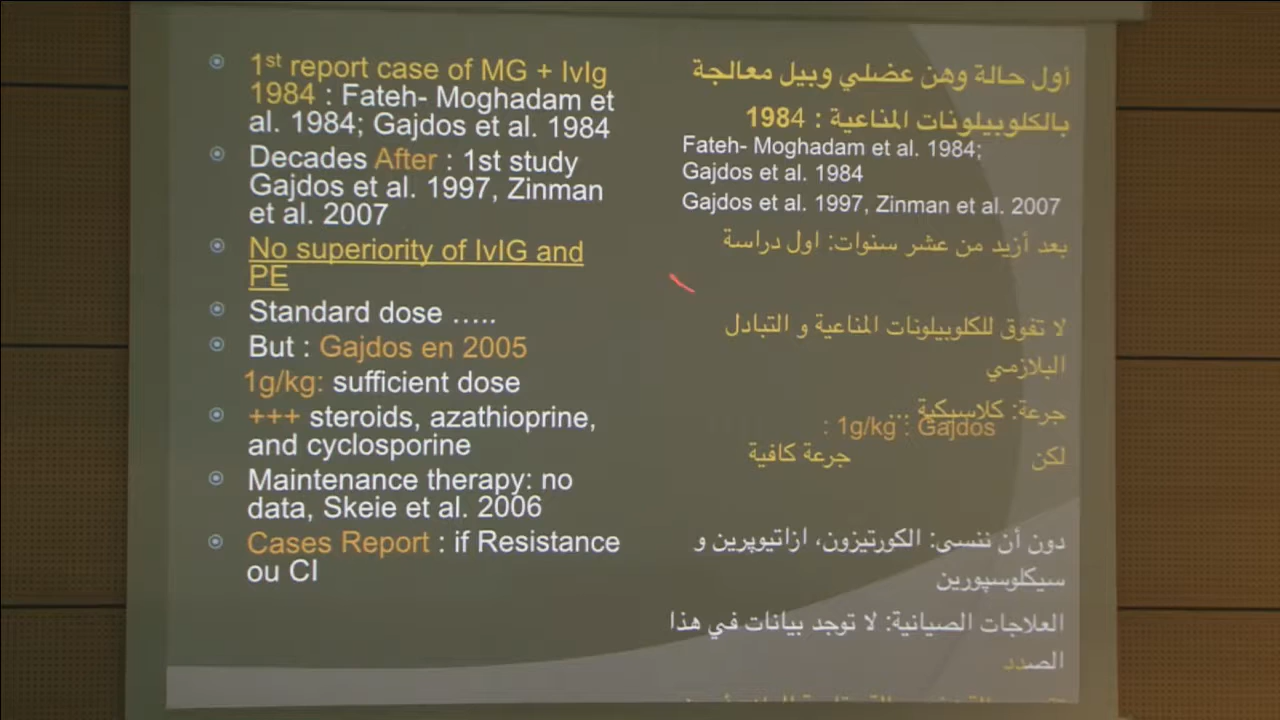 1st report case of MG + IvIg
1984 : Fateh- Moghadam et
al. 1984; Gajdos et al. 1984
Decades After : 1st study
Gajdos et al. 1997, Zinman
et al. 2007
No superiority of IvIG and
PE
Standard dose .....
But : Gajdos en 2005
1g/kg: sufficient dose
+++ steroids, azathioprine,
and cyclosporine
Maintenance therapy: no
data, Skeie et al. 2006
Cases Report : if Resistance
ou CI
أول حالة وهن عضلي وبيل معالجة
بالكلوبيلونات المناعية : 1984
Fateh- Moghadam et al. 1984;
Gajdos et al. 1984
Gajdos et al. 1997, Zinman et al. 2007
بعد أزيد من عشر سنوات: اول دراسة
لا تفوق للكلوبيلونات المناعية و التبادل
البلازمي
جرعة: كلاسيكية ...
: 1g/kg : Gajdos
لكن جرعة كافية
دون أن ننسى: الكورتيزون، ازاتيوپرين و
سيكلوسپورين
العلاجات الصيانية: لا توجد بيانات في هذا
الصدد